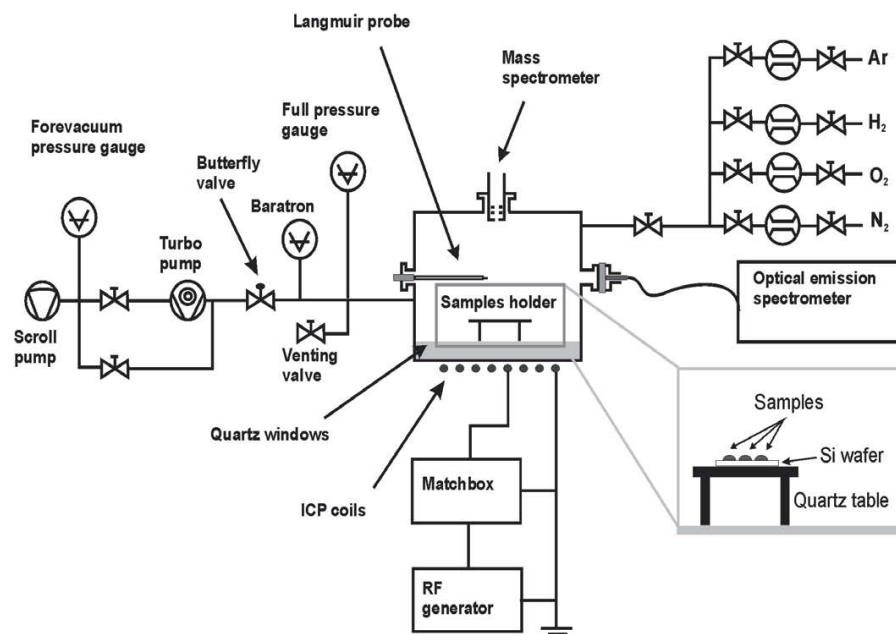 Langmuir probe
Mass
spectrometer
Ar
H₂
O₂
N₂
Full pressure
gauge
Forevacuum
pressure gauge
Butterfly
valve
Baratron
Turbo
pump
Scroll
pump
Venting
valve
Samples holder
Optical emission
spectrometer
Quartz windows
ICP coils
Matchbox
RF
generator
Samples
Si wafer
Quartz table